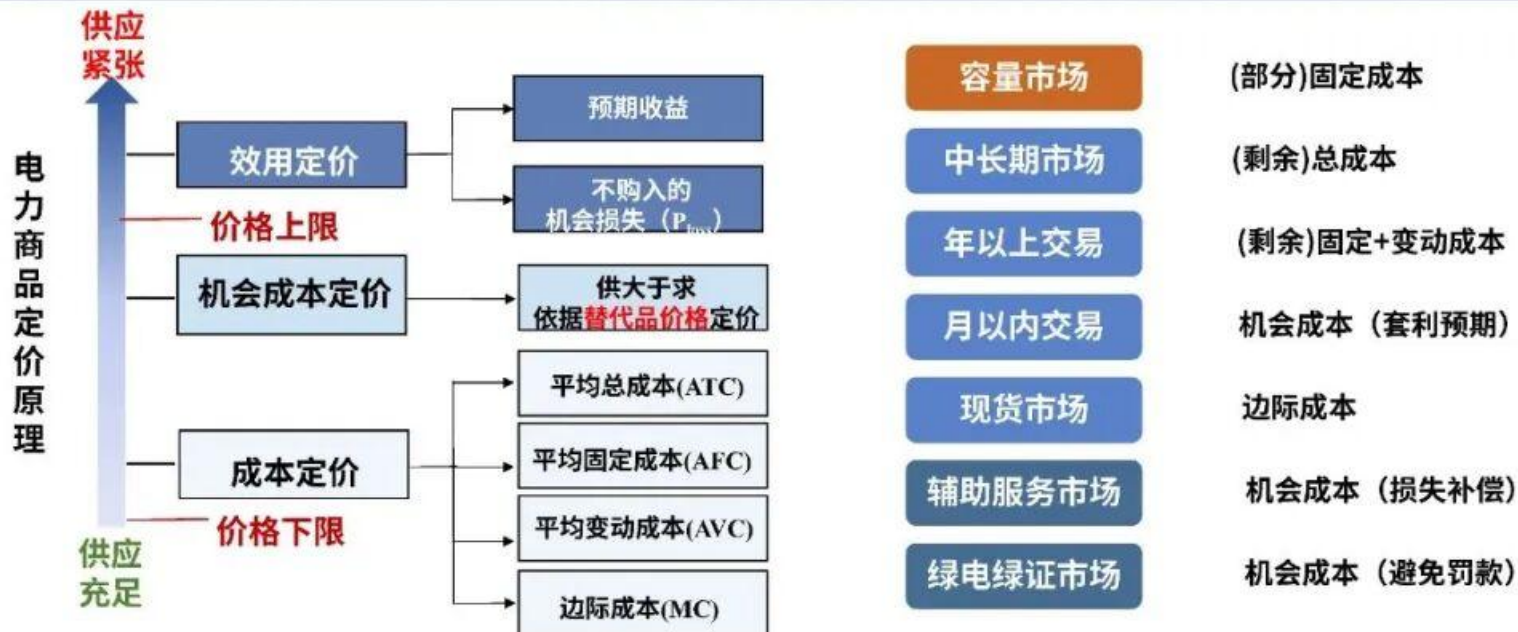 供应
紧张
电力商品定价原理
效用定价
预期收益
不购入的
机会损失（P loss）
价格上限
机会成本定价
供大于求
依据替代品价格定价
成本定价
平均总成本(ATC)
平均固定成本(AFC)
平均变动成本(AVC)
边际成本(MC)
价格下限
供应
充足
容量市场
(部分)固定成本
中长期市场
(剩余)总成本
年以上交易
(剩余)固定+变动成本
月以内交易
机会成本（套利预期）
现货市场
边际成本
辅助服务市场
机会成本（损失补偿）
绿电绿证市场
机会成本（避免罚款）